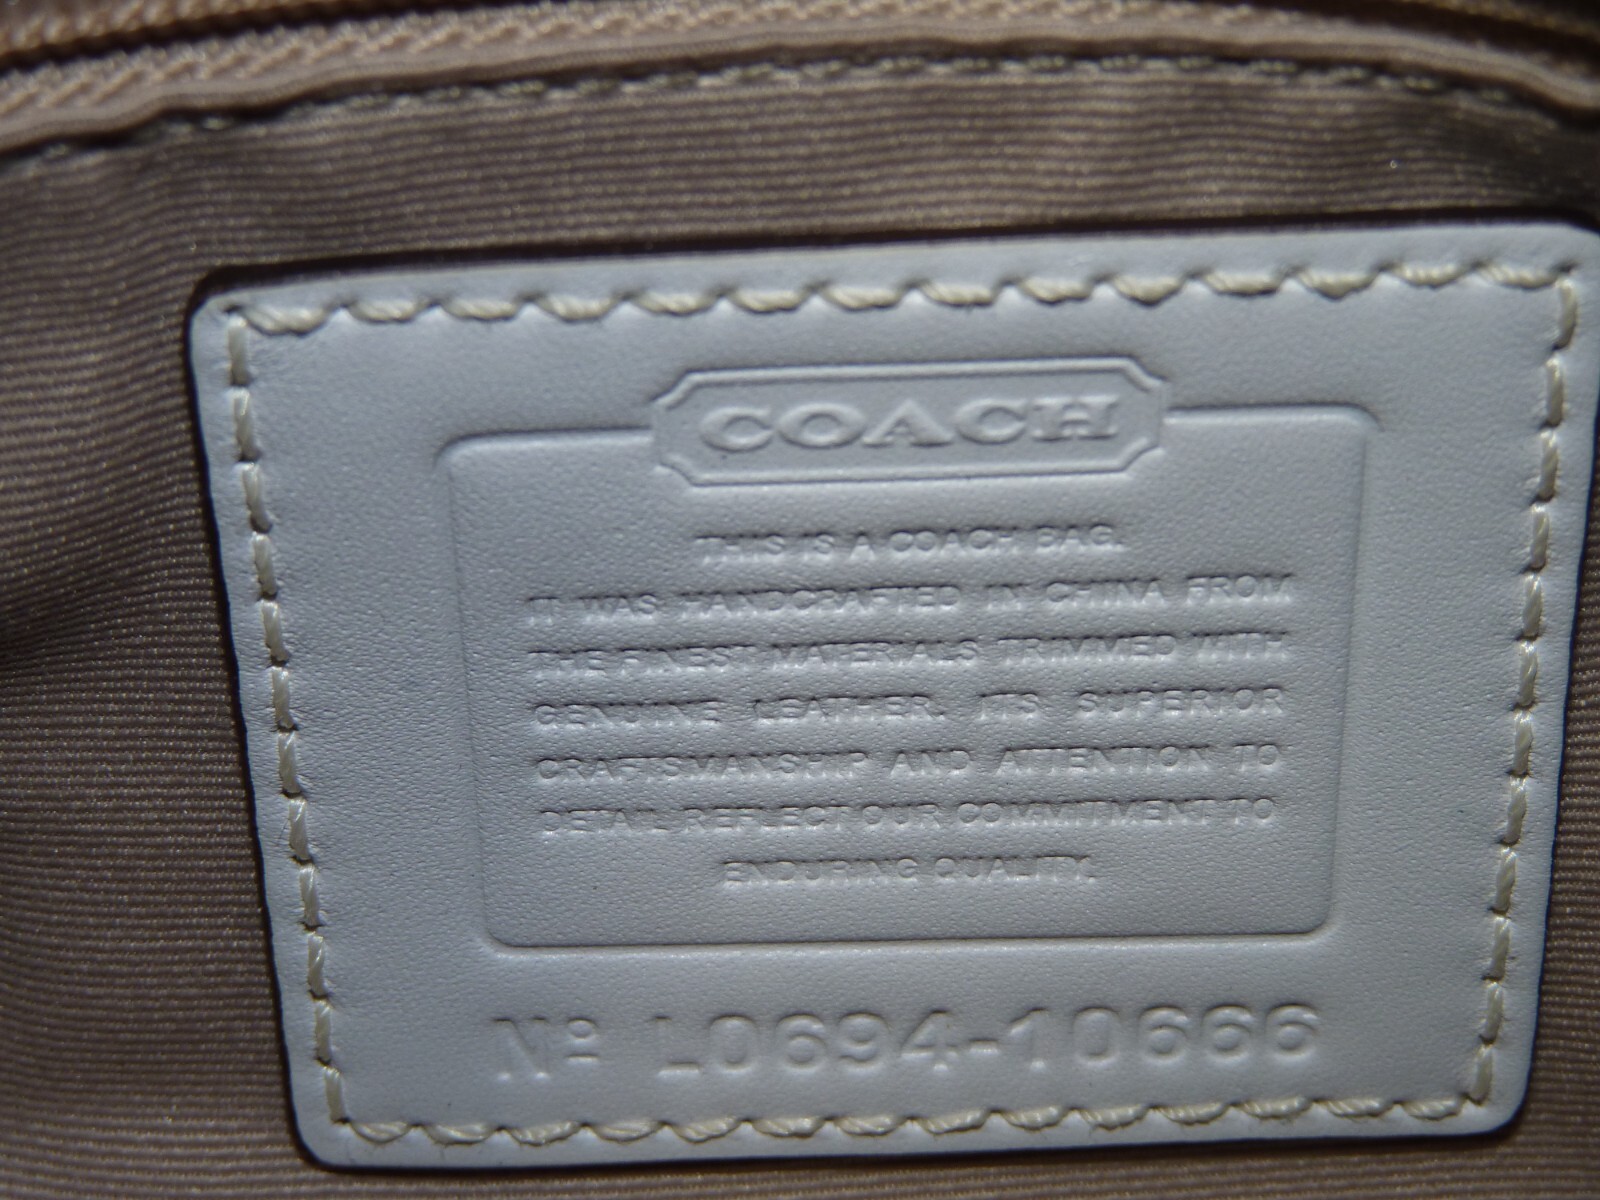 COACH
THIS IS A COACH BAG.
IT WAS HANDCRAFTED IN CHINA FROM
THE FINEST MATERIALS TRIMMED WITH
GENUINE LEATHER. ITS SUPERIOR
CRAFTSMANSHIP AND ATTENTION TO
DETAIL REFLECT OUR COMMITMENT TO
ENDURING QUALITY.
Nº L0694-10666